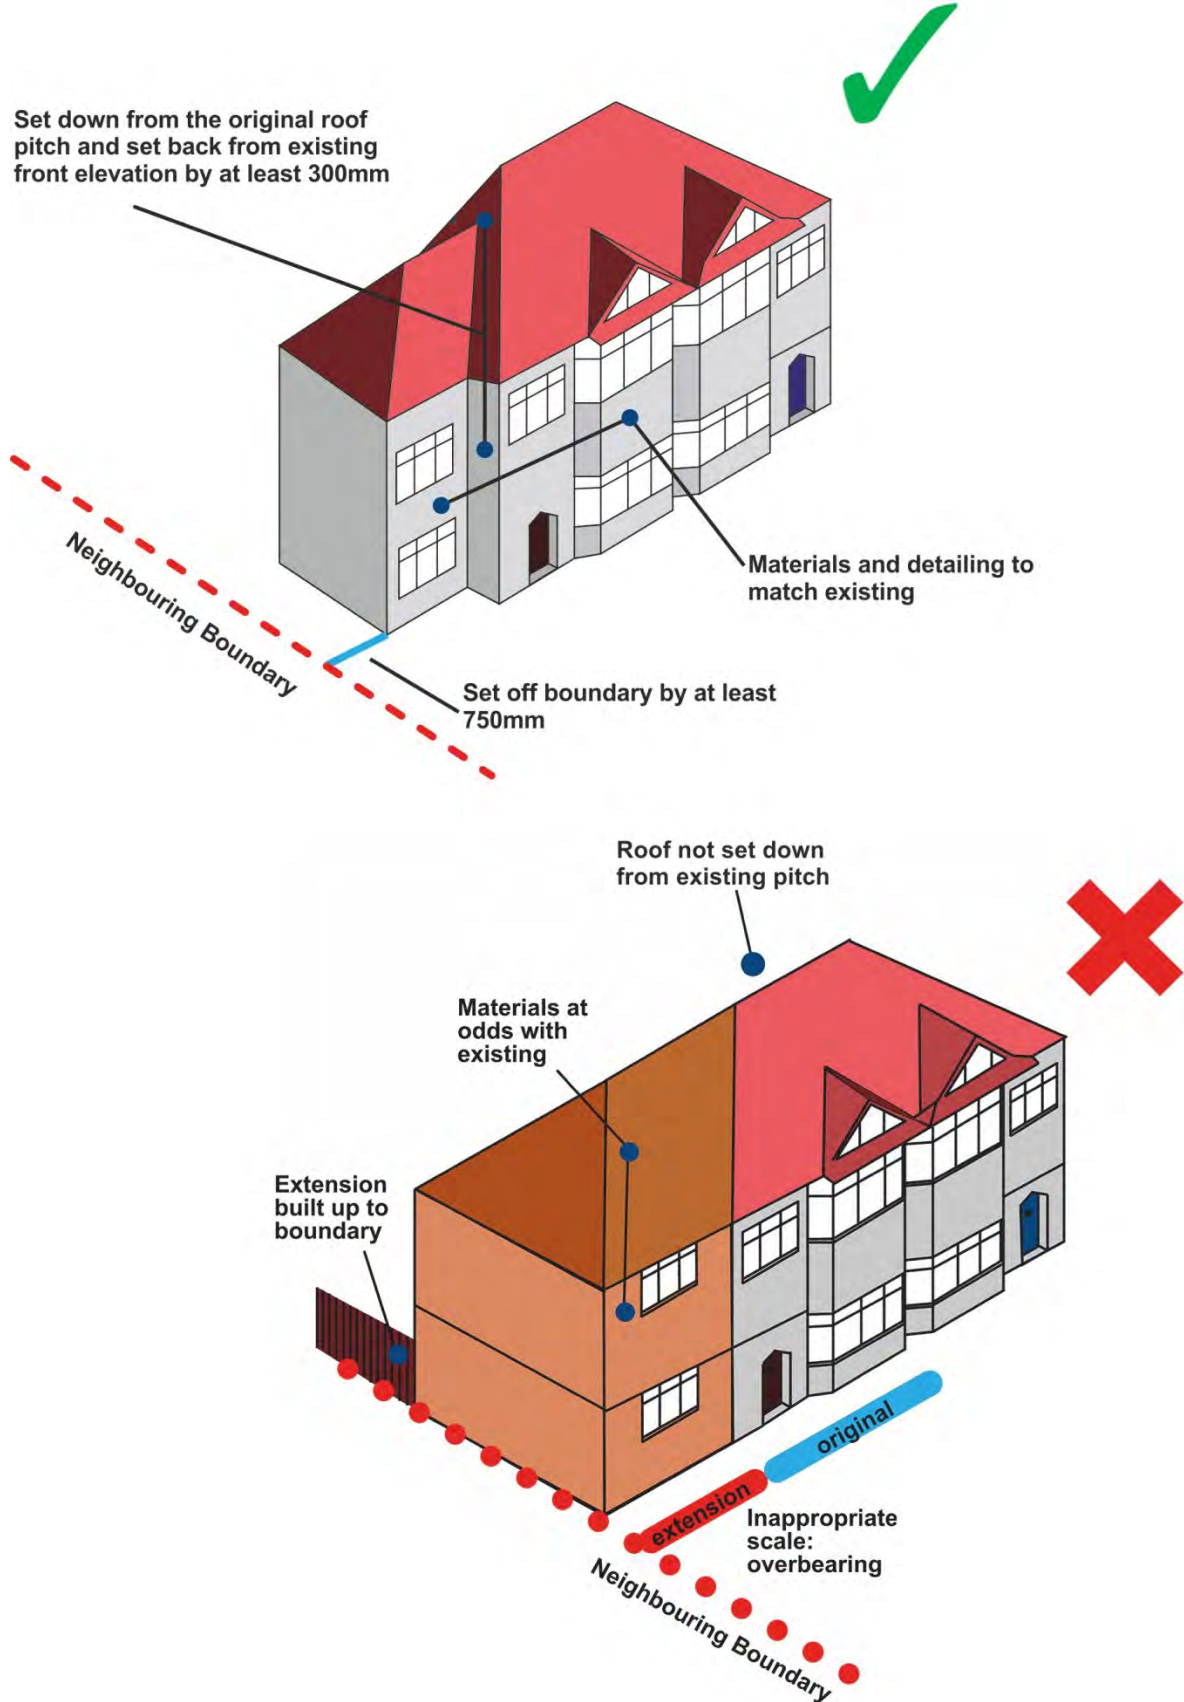 Set down from the original roof
pitch and set back from existing
front elevation by at least 300mm
Neighbouring Boundary
Materials and detailing to
match existing
Set off boundary by at least
750mm
Roof not set down
from existing pitch
Materials at
odds with
existing
Extension
built up to
boundary
original
extension
Inappropriate
scale:
overbearing
Neighbouring Boundary